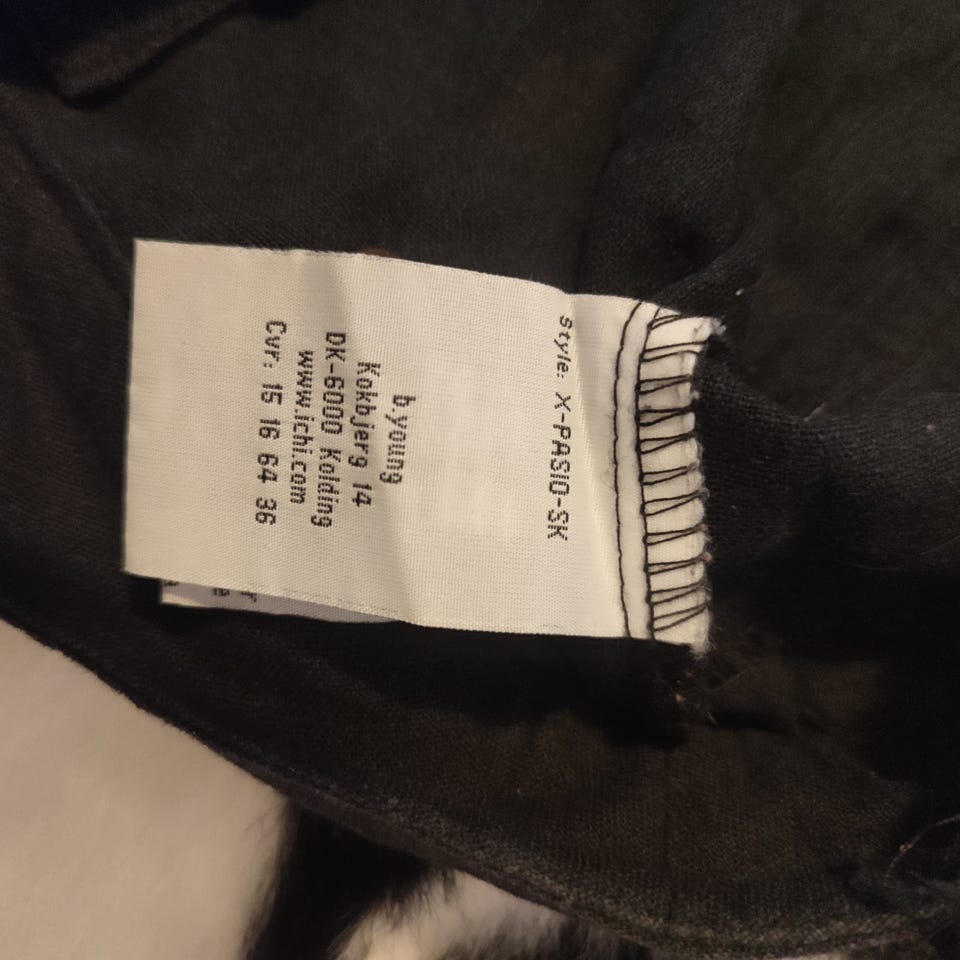 Style: X-PASIO-SK
b.young
Kokbjerg 14
DK-6000 Kolding
www.ichi.com
Cvr: 15 16 64 36